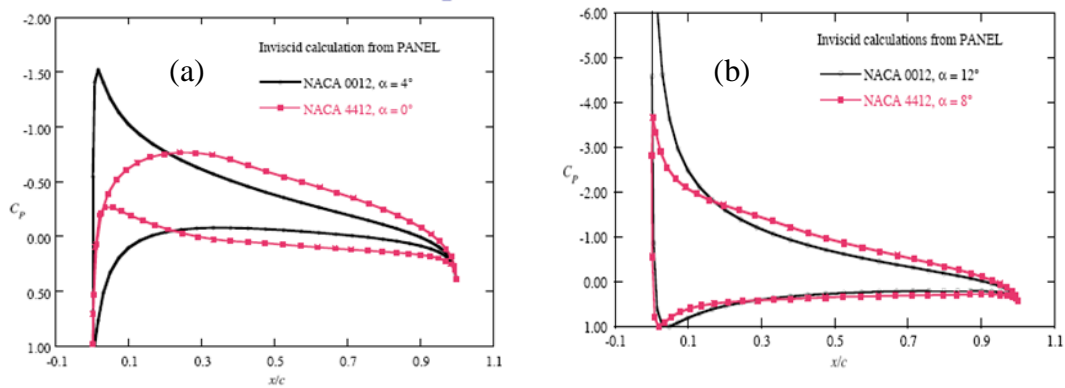 -2.00
Inviscid calculation from PANEL
-1.50
(a)
NACA 0012, α = 4°
NACA 4412, α = 0°
-1.00
-0.50
C_p
0.00
0.50
1.00
-0.1
0.1
0.3
0.5
0.7
0.9
1.1
x/c
-6.00
Inviscid calculations from PANEL
-5.00
(b)
NACA 0012, α = 12°
NACA 4412, α = 8°
-4.00
-3.00
C_p
-2.00
-1.00
0.00
1.00
-0.1
0.1
0.3
0.5
0.7
0.9
1.1
x/c